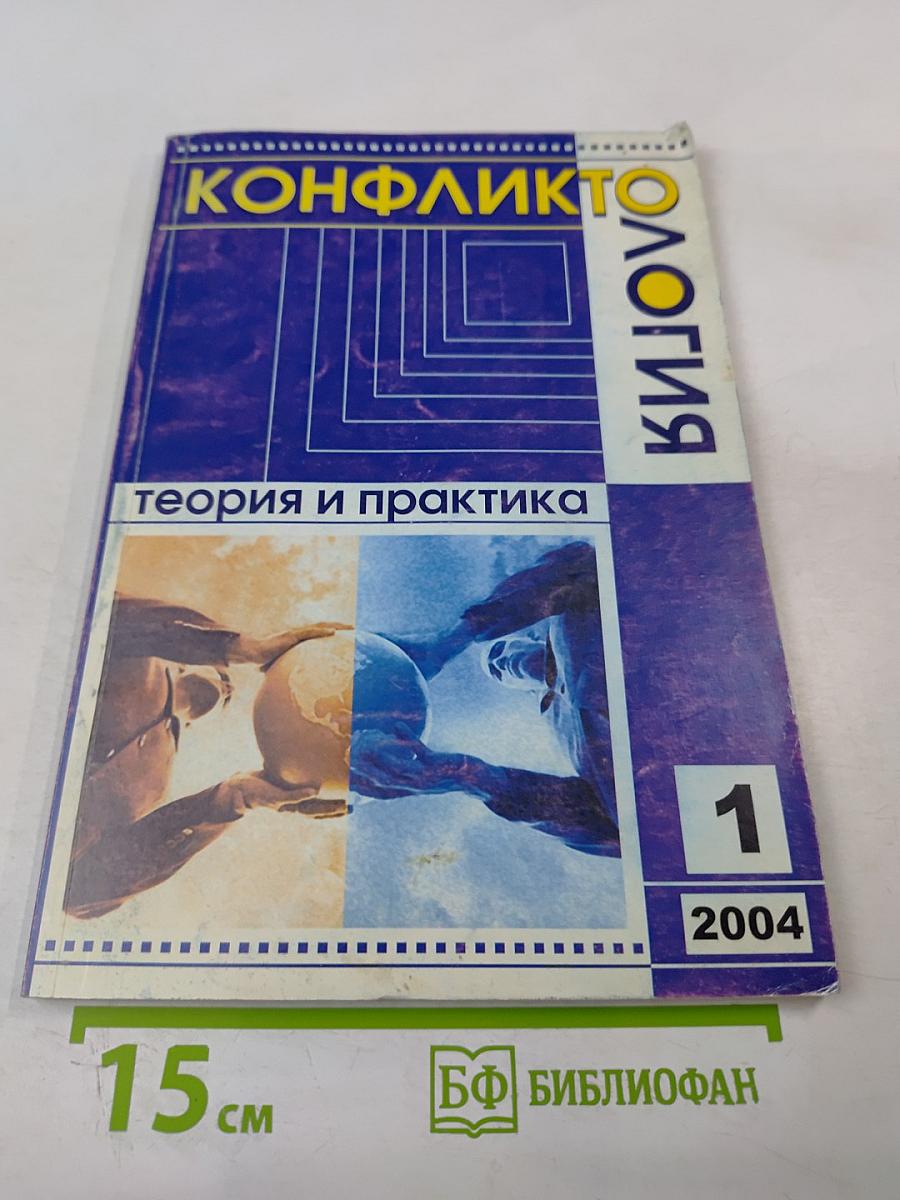 КОНФЛИКТО
ЛОГИЯ
теория и практика
1
2004
15 см
БФ БИБЛИОФАН